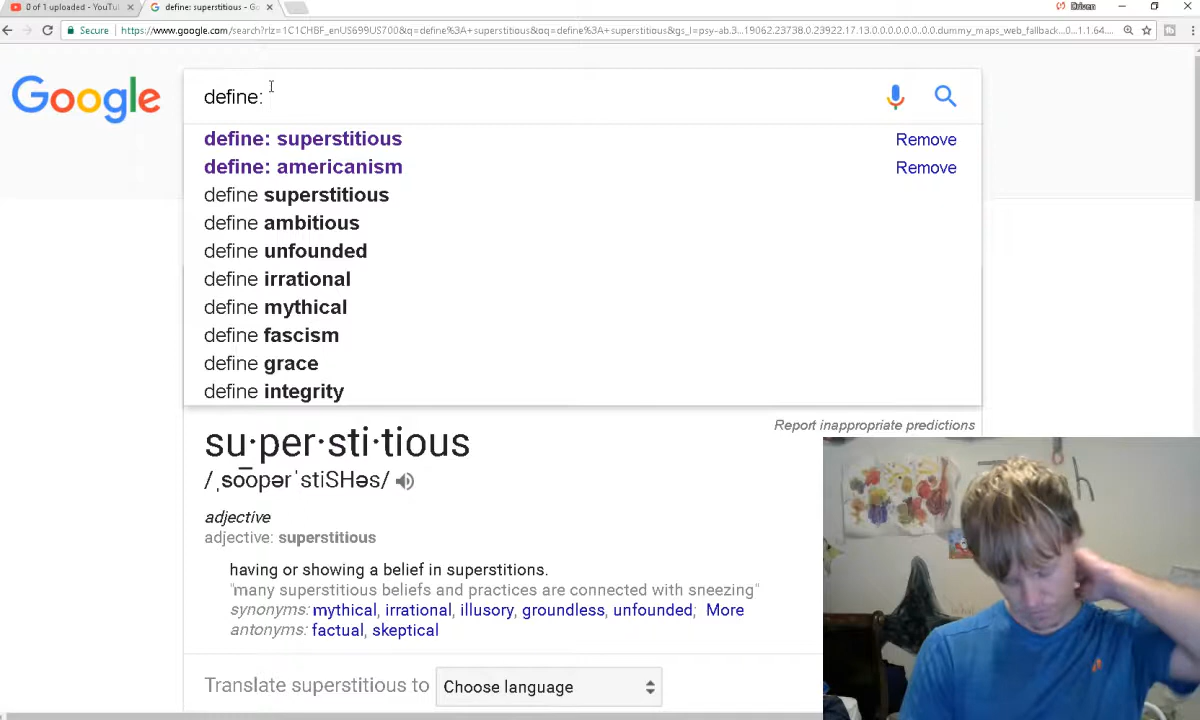 0 of 1 uploaded - YouTu
define: superstitious - Go
Driven
Secure
https://www.google.com/search?rlz=1C1CHBF_enUS699US700&q=define%3A+superstitious&oq=define%3A+superstitious&gs_l=psy-ab.3...19062.23738.0.23922.17.13.0.0.0.0.0.0.0.dummy_maps_web_fallback...0...1.1.64....
Google
define:
define: superstitious Remove
define: americanism Remove
define superstitious
define ambitious
define unfounded
define irrational
define mythical
define fascism
define grace
define integrity
Report inappropriate predictions
su·per·sti·tious
/ˌso͞opərˈstiSHəs/
adjective
adjective: superstitious
having or showing a belief in superstitions.
"many superstitious beliefs and practices are connected with sneezing"
synonyms: mythical, irrational, illusory, groundless, unfounded; More
antonyms: factual, skeptical
Translate superstitious to Choose language